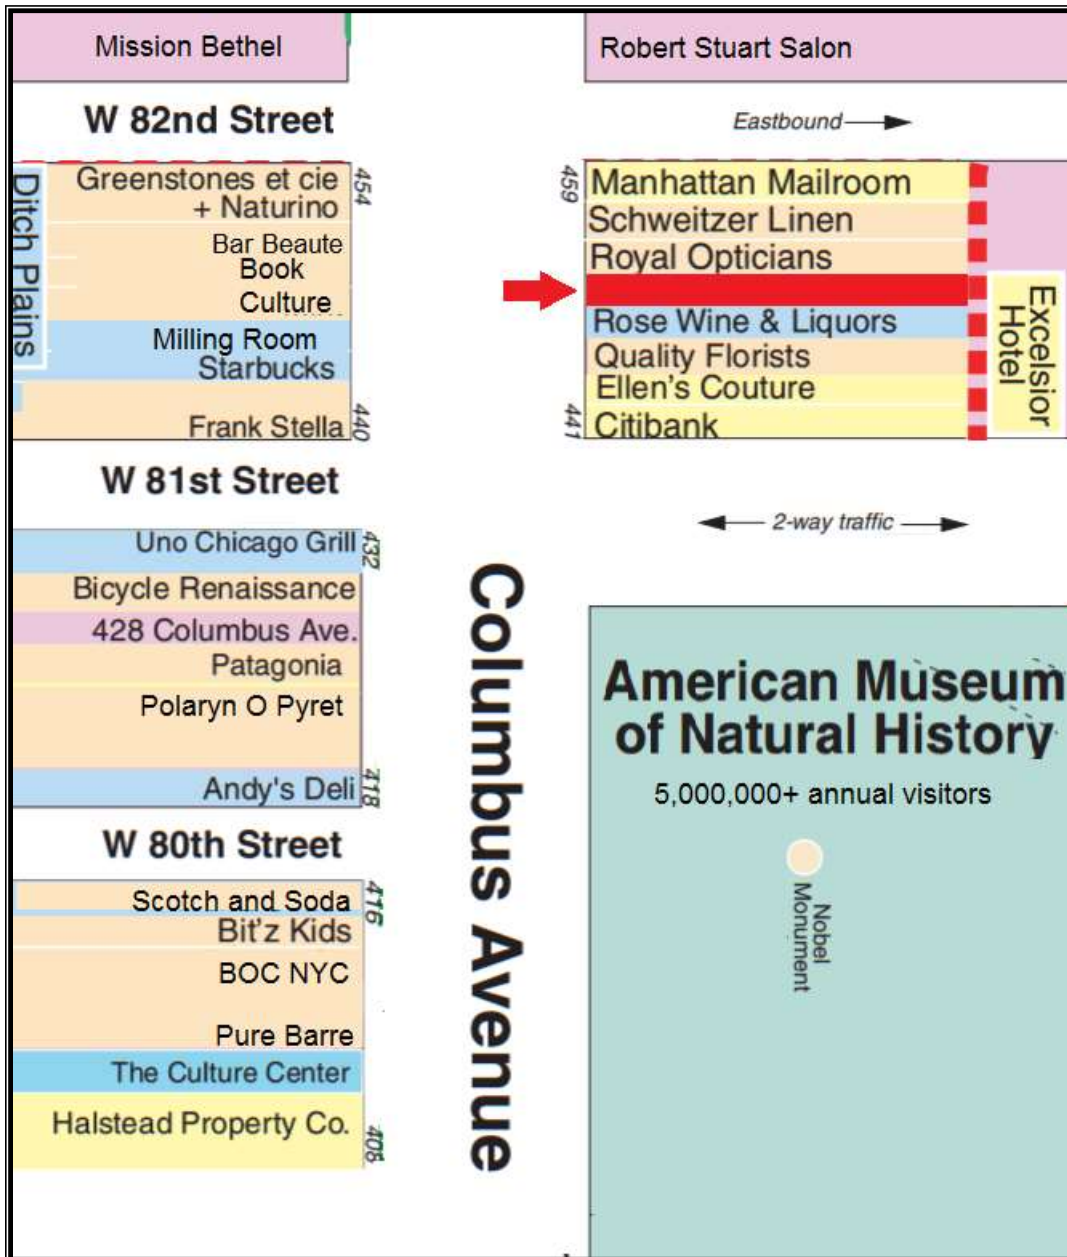 Mission Bethel
Robert Stuart Salon
W 82nd Street
Eastbound
Ditch Plains
Greenstones et cie
+ Naturino
454
Bar Beaute
Book
Culture
Milling Room
Starbucks
Frank Stella
440
459
Manhattan Mailroom
Schweitzer Linen
Royal Opticians
Rose Wine & Liquors
Quality Florists
Ellen's Couture
441
Citibank
Excelsior
Hotel
W 81st Street
2-way traffic
Uno Chicago Grill
432
Bicycle Renaissance
428 Columbus Ave.
Patagonia
Polaryn O Pyret
Andy's Deli
418
Columbus Avenue
American Museum
of Natural History
5,000,000+ annual visitors
Nobel
Monument
W 80th Street
Scotch and Soda
416
Bit'z Kids
BOC NYC
Pure Barre
The Culture Center
Halstead Property Co.
408